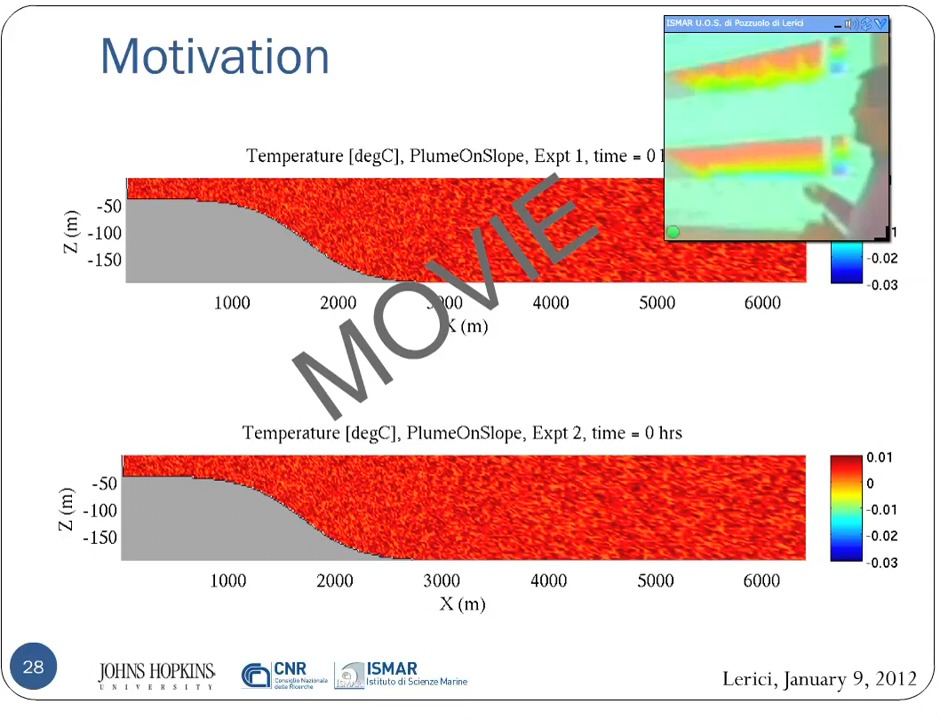 Motivation
ISMAR U.O.S. di Pozzuolo di Lerici
Temperature [degC], PlumeOnSlope, Expt 1, time = 0
Z (m)
-50
-100
-150
1000 2000 3000 4000 5000 6000
X (m)
1
-0.02
-0.03
MOVIE
Temperature [degC], PlumeOnSlope, Expt 2, time = 0 hrs
Z (m)
-50
-100
-150
1000 2000 3000 4000 5000 6000
X (m)
0.01
0
-0.01
-0.02
-0.03
28
JOHNS HOPKINS
UNIVERSITY
CNR
Consiglio Nazionale
delle Ricerche
ISMAR
ISMAR
Istituto di Scienze Marine
Lerici, January 9, 2012